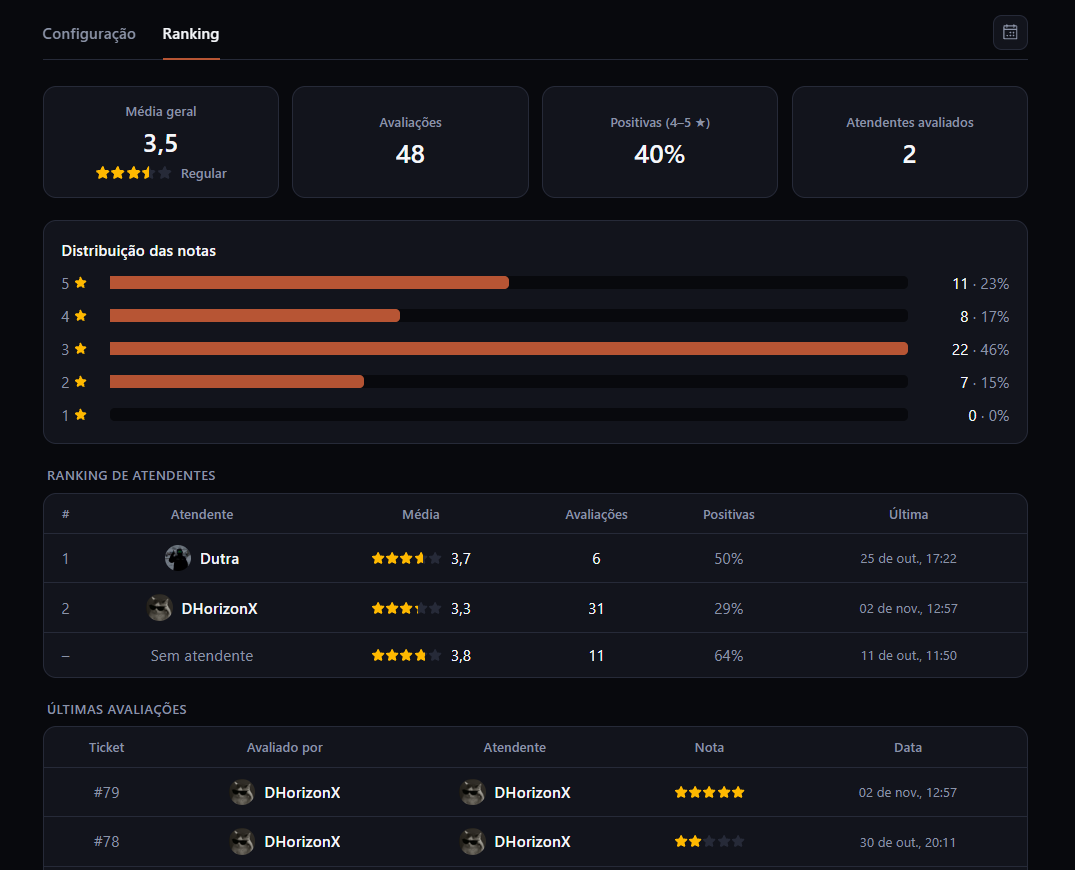 Configuração Ranking
Média geral Avaliações Positivas (4–5 ★) Atendentes avaliados
3,5 48 40% 2
Regular
Distribuição das notas
5 11 · 23%
4 8 · 17%
3 22 · 46%
2 7 · 15%
1 0 · 0%
RANKING DE ATENDENTES
# Atendente Média Avaliações Positivas Última
1 Dutra 3,7 6 50% 25 de out., 17:22
2 DHorizonX 3,3 31 29% 02 de nov., 12:57
– Sem atendente 3,8 11 64% 11 de out., 11:50
ÚLTIMAS AVALIAÇÕES
Ticket Avaliado por Atendente Nota Data
#79 DHorizonX DHorizonX 02 de nov., 12:57
#78 DHorizonX DHorizonX 30 de out., 20:11